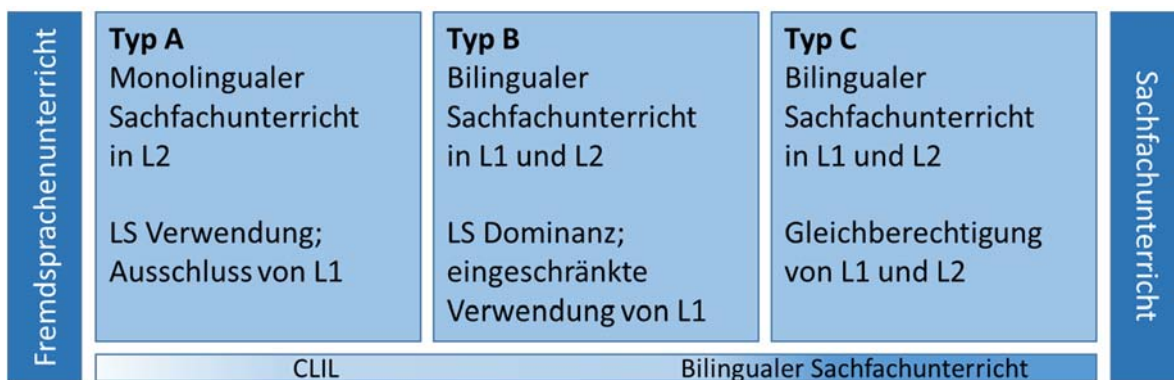 Fremdsprachenunterricht
Typ A
Monolingualer
Sachfachunterricht
in L2
LS Verwendung;
Ausschluss von L1
Typ B
Bilingualer
Sachfachunterricht
in L1 und L2
LS Dominanz;
eingeschränkte
Verwendung von L1
Typ C
Bilingualer
Sachfachunterricht
in L1 und L2
Gleichberechtigung
von L1 und L2
Sachfachunterricht
CLIL
Bilingualer Sachfachunterricht